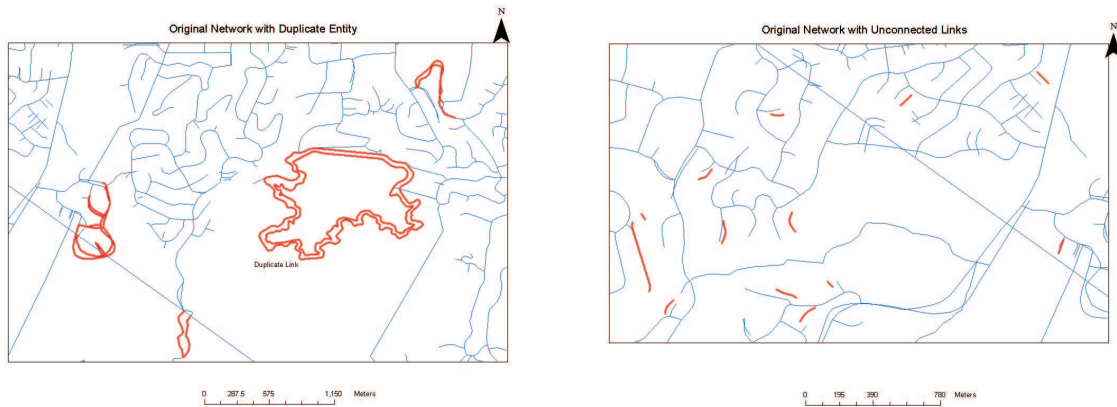 N
Original Network with Duplicate Entity
Duplicate Link
0 287.5 575 1,150 Meters
N
Original Network with Unconnected Links
0 195 390 780 Meters